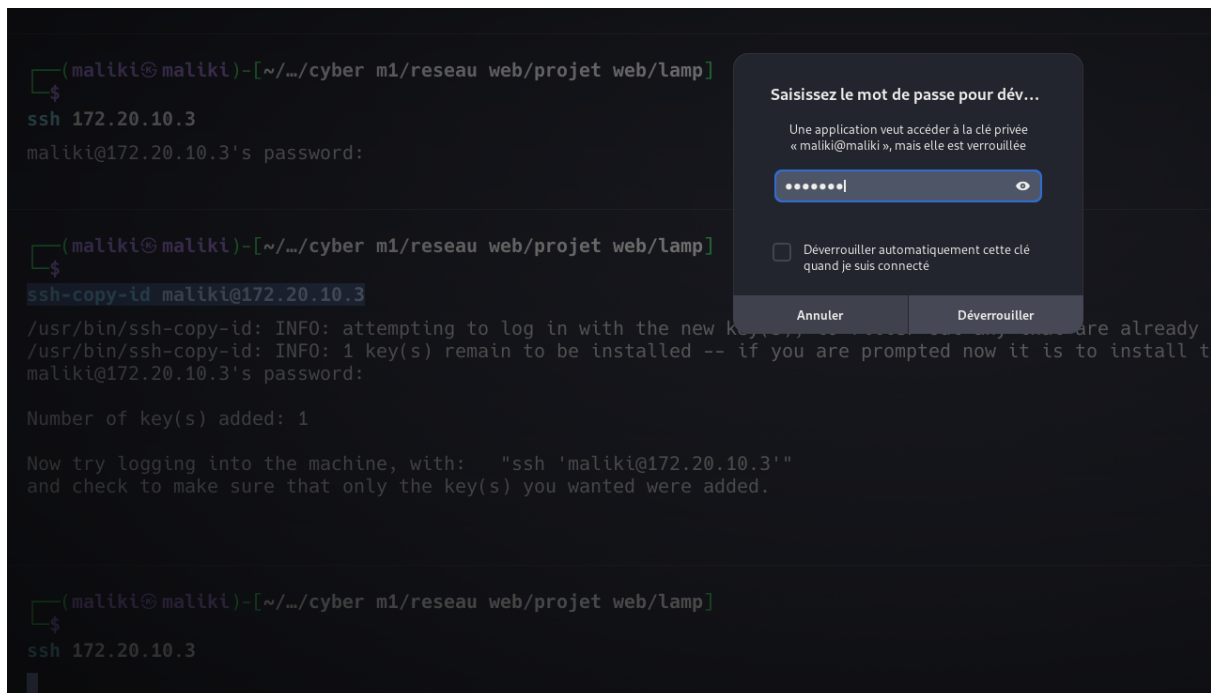 ┌──(maliki㉿maliki)-[~/…/cyber m1/reseau web/projet web/lamp]
└─$
ssh 172.20.10.3
maliki@172.20.10.3's password:
┌──(maliki㉿maliki)-[~/…/cyber m1/reseau web/projet web/lamp]
└─$
ssh-copy-id maliki@172.20.10.3
/usr/bin/ssh-copy-id: INFO: attempting to log in with the new are already
/usr/bin/ssh-copy-id: INFO: 1 key(s) remain to be installed -- if you are prompted now it is to install t
maliki@172.20.10.3's password:
Number of key(s) added: 1
Now try logging into the machine, with:   "ssh 'maliki@172.20.10.3'"
and check to make sure that only the key(s) you wanted were added.
┌──(maliki㉿maliki)-[~/…/cyber m1/reseau web/projet web/lamp]
└─$
ssh 172.20.10.3
Saisissez le mot de passe pour dév…
Une application veut accéder à la clé privée
« maliki@maliki », mais elle est verrouillée
•••••••
Déverrouiller automatiquement cette clé
quand je suis connecté
Annuler
Déverrouiller